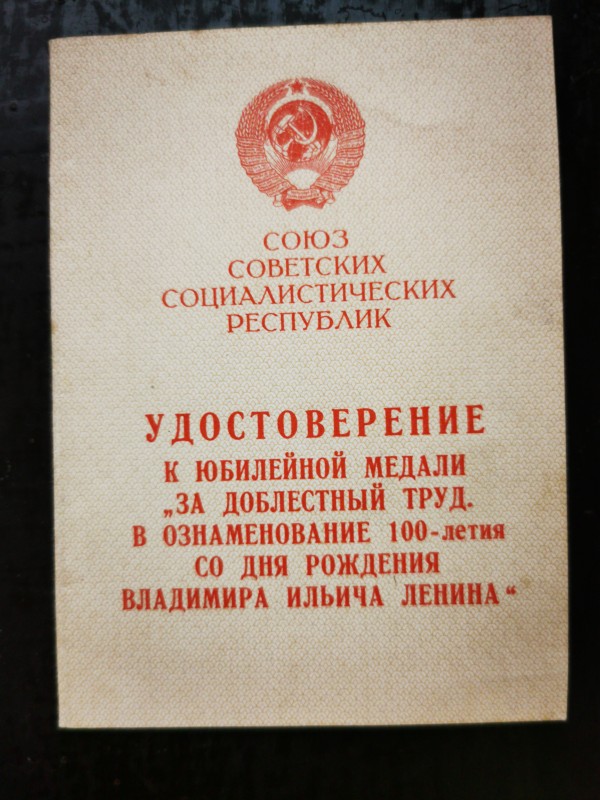 СОЮЗ
СОВЕТСКИХ
СОЦИАЛИСТИЧЕСКИХ
РЕСПУБЛИК
УДОСТОВЕРЕНИЕ
К ЮБИЛЕЙНОЙ МЕДАЛИ
„ЗА ДОБЛЕСТНЫЙ ТРУД.
В ОЗНАМЕНОВАНИЕ 100-летия
СО ДНЯ РОЖДЕНИЯ
ВЛАДИМИРА ИЛЬИЧА ЛЕНИНА“